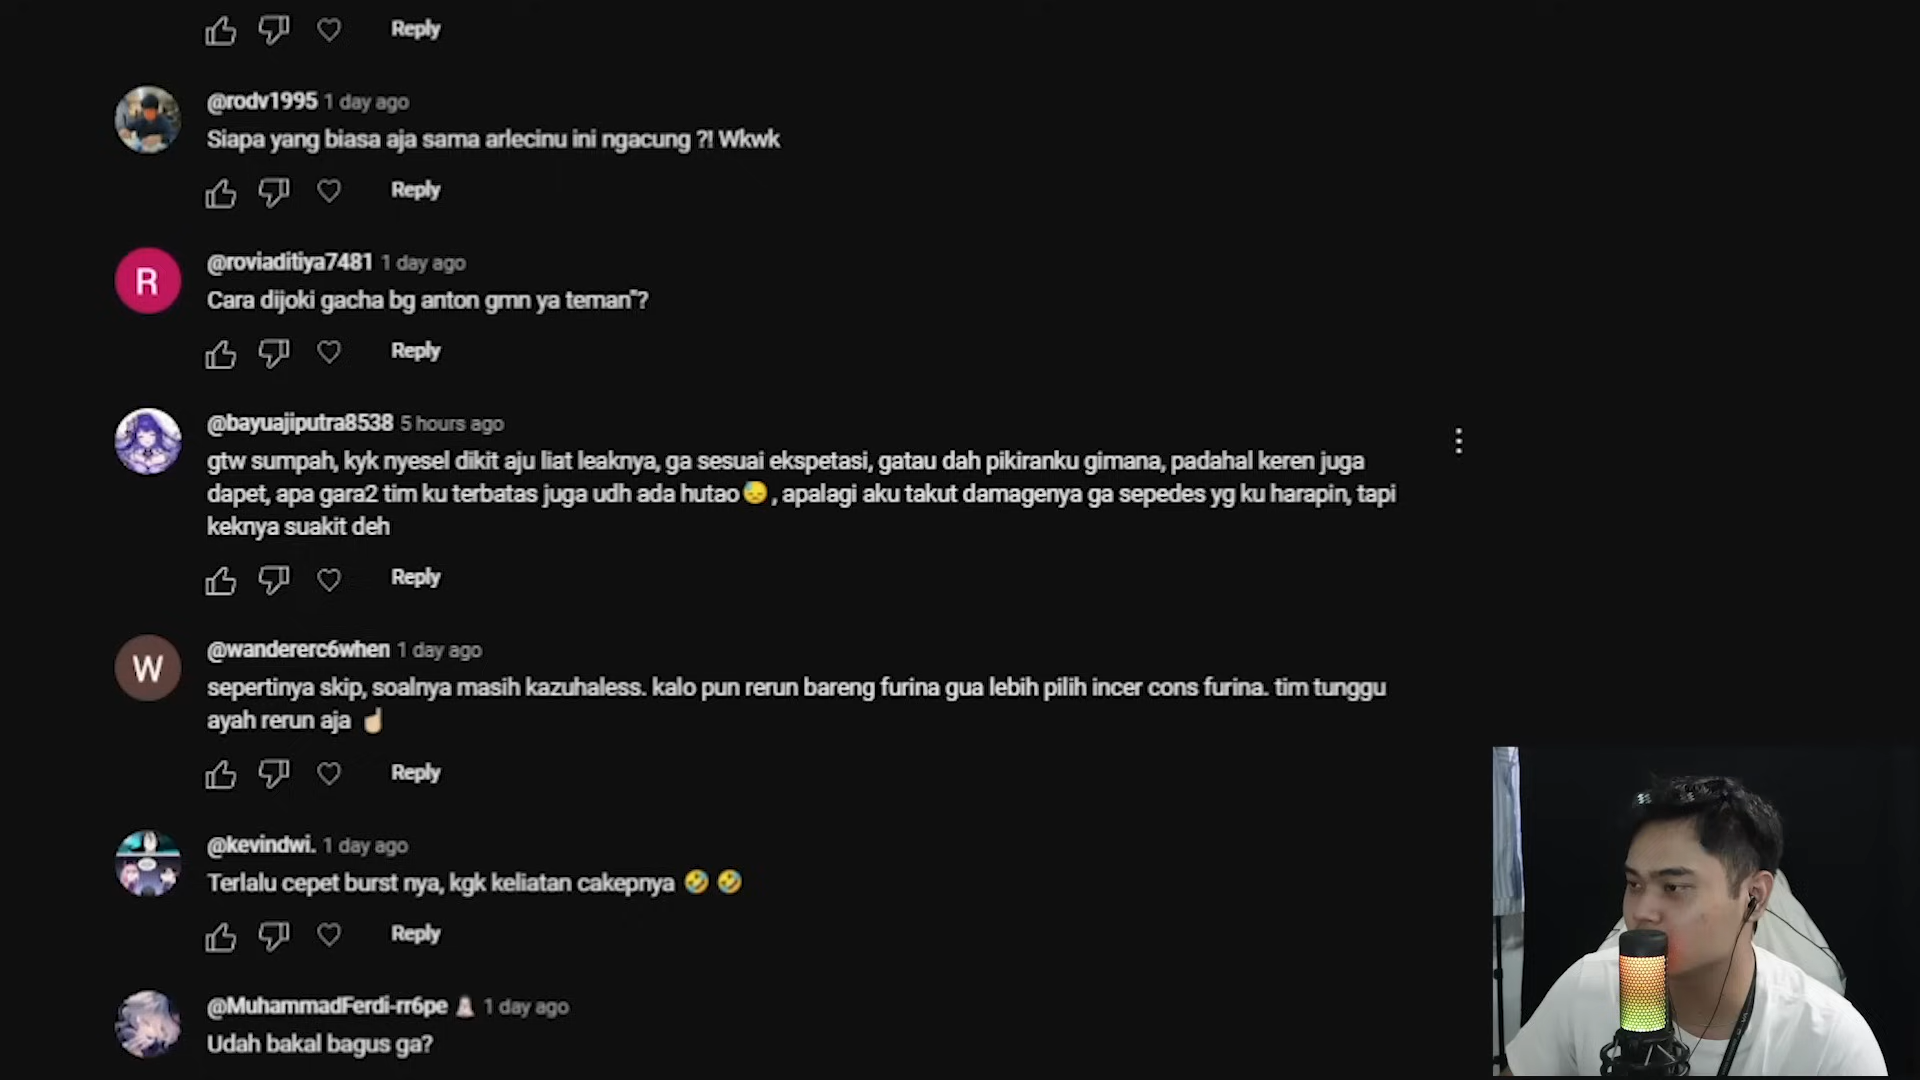 Reply
@rodv1995 1 day ago
Siapa yang biasa aja sama arlecinu ini ngacung ?! Wkwk
Reply
R
@roviaditiya7481 1 day ago
Cara dijoki gacha bg anton gmn ya teman"?
Reply
@bayuajiputra8538 5 hours ago
gtw sumpah, kyk nyesel dikit aju liat leaknya, ga sesuai ekspetasi, gatau dah pikiranku gimana, padahal keren juga
dapet, apa gara2 tim ku terbatas juga udh ada hutao😓, apalagi aku takut damagenya ga sepedes yg ku harapin, tapi
keknya suakit deh
Reply
W
@wandererc6when 1 day ago
sepertinya skip, soalnya masih kazuhaless. kalo pun rerun bareng furina gua lebih pilih incer cons furina. tim tunggu
ayah rerun aja ☝🏻
Reply
@kevindwi. 1 day ago
Terlalu cepet burst nya, kgk keliatan cakepnya 🤣 🤣
Reply
@MuhammadFerdi-rr6pe 1 day ago
Udah bakal bagus ga?